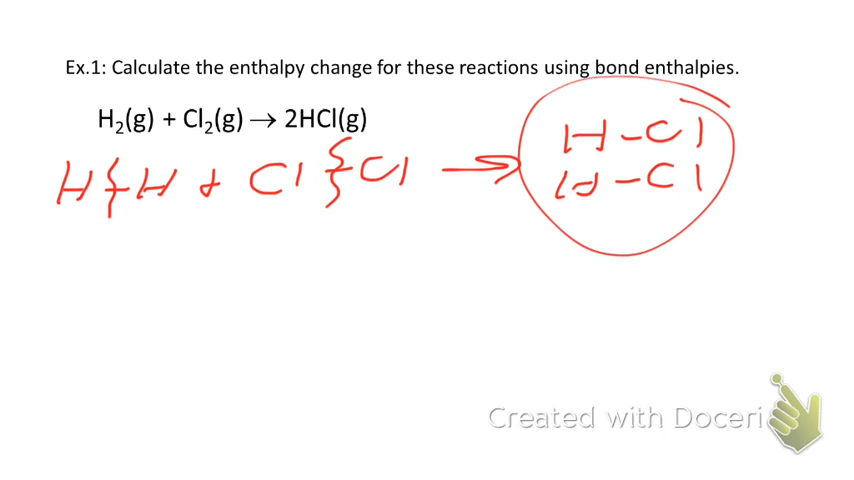 Ex.1: Calculate the enthalpy change for these reactions using bond enthalpies.
H₂(g) + Cl₂(g) → 2HCl(g)
H-H + Cl-Cl → H-Cl
H-Cl
Created with Doceri